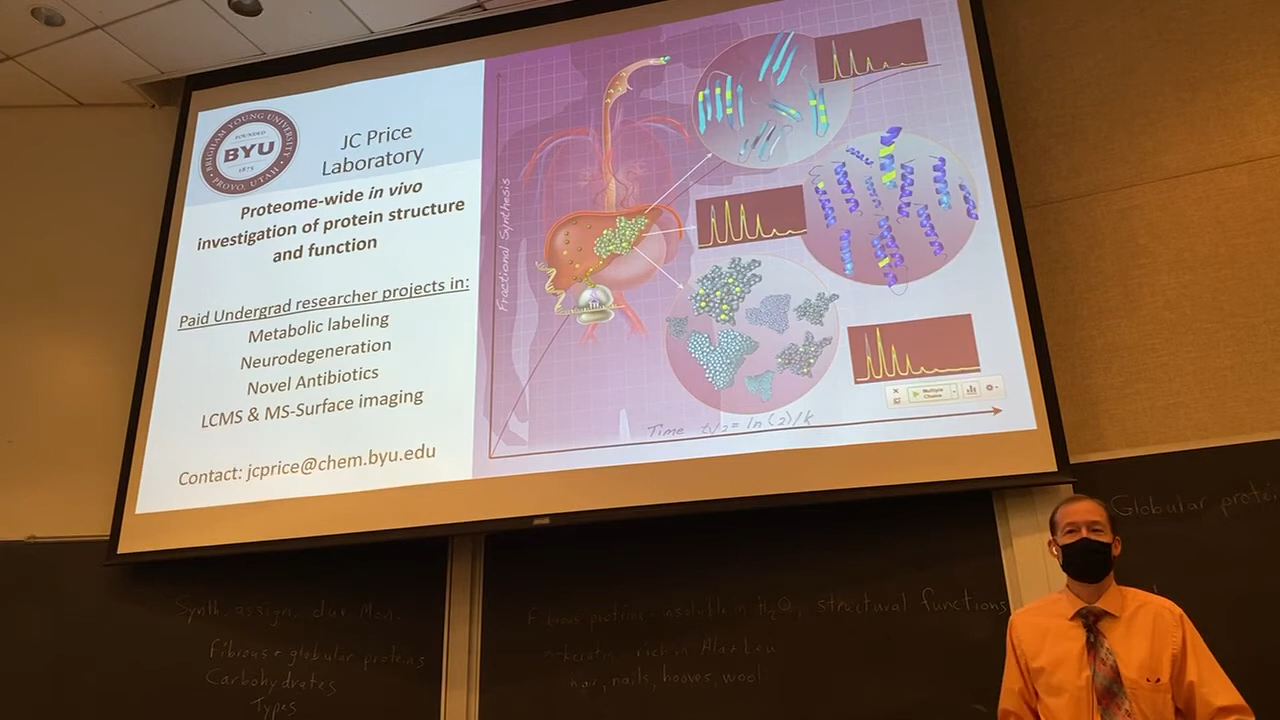 BRIGHAM YOUNG UNIVERSITY
FOUNDED
BYU
1875
PROVO, UTAH
JC Price
Laboratory
Proteome-wide in vivo
investigation of protein structure
and function
Paid Undergrad researcher projects in:
Metabolic labeling
Neurodegeneration
Novel Antibiotics
LCMS & MS-Surface imaging
Contact: jcprice@chem.byu.edu
Fractional Synthesis
Time t1/2 = ln(2)/k
Multiple
Choice
Synth. assign. due Mon.
Fibrous + globular proteins
Carbohydrates
Types
Fibrous proteins - insoluble in H2O, structural functions
α-keratin - rich in Ala + Leu
hair, nails, hooves, wool
Globular protei